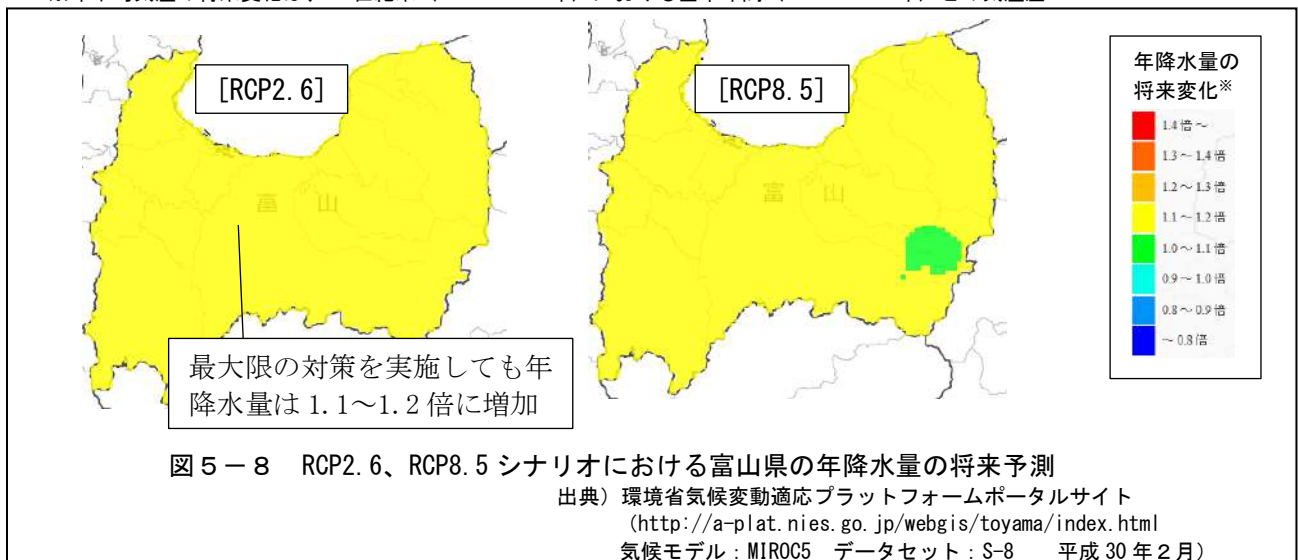 [RCP2.6]
富山
[RCP8.5]
富山
年降水量の
将来変化※
1.4倍～
1.3～1.4倍
1.2～1.3倍
1.1～1.2倍
1.0～1.1倍
0.9～1.0倍
0.8～0.9倍
～0.8倍
最大限の対策を実施しても年
降水量は1.1～1.2倍に増加
図５－８　RCP2.6、RCP8.5シナリオにおける富山県の年降水量の将来予測
出典）環境省気候変動適応プラットフォームポータルサイト
(http://a-plat.nies.go.jp/webgis/toyama/index.html
気候モデル：MIROC5　データセット：S-8　　平成30年２月）